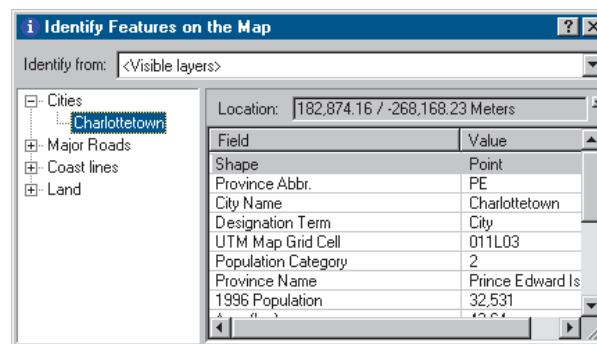 i Identify Features on the Map
Identify from: <Visible layers>
Cities
Charlottetown
Major Roads
Coast lines
Land
Location: 182,874.16 / -268,168.23 Meters
Field Value
Shape Point
Province Abbr. PE
City Name Charlottetown
Designation Term City
UTM Map Grid Cell 011L03
Population Category 2
Province Name Prince Edward Is
1996 Population 32,531